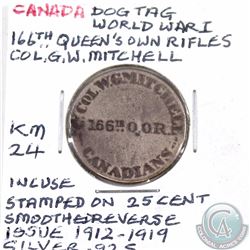 CANADA DOG TAG
WORLD WAR I
166TH QUEEN'S OWN RIFLES
COL. G.W. MITCHELL
KM
24
COL. W.G. MITCHELL
166TH Q.O.R.
CANADIANS.
INCUSE
STAMPED ON 25 CENT
SMOOTHED REVERSE
ISSUE 1912-1919
SILVER .925